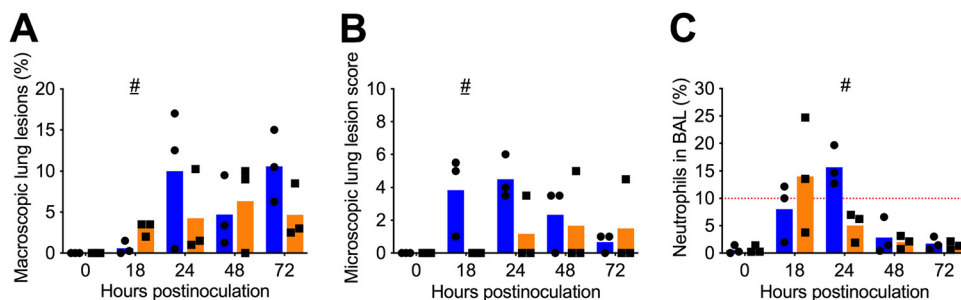 A
Macroscopic lung lesions (%)
20
15
10
5
0
#
0 18 24 48 72
Hours postinoculation
B
Microscopic lung lesion score
10
8
6
4
2
0
#
0 18 24 48 72
Hours postinoculation
C
Neutrophils in BAL (%)
30
25
20
15
10
5
0
#
0 18 24 48 72
Hours postinoculation